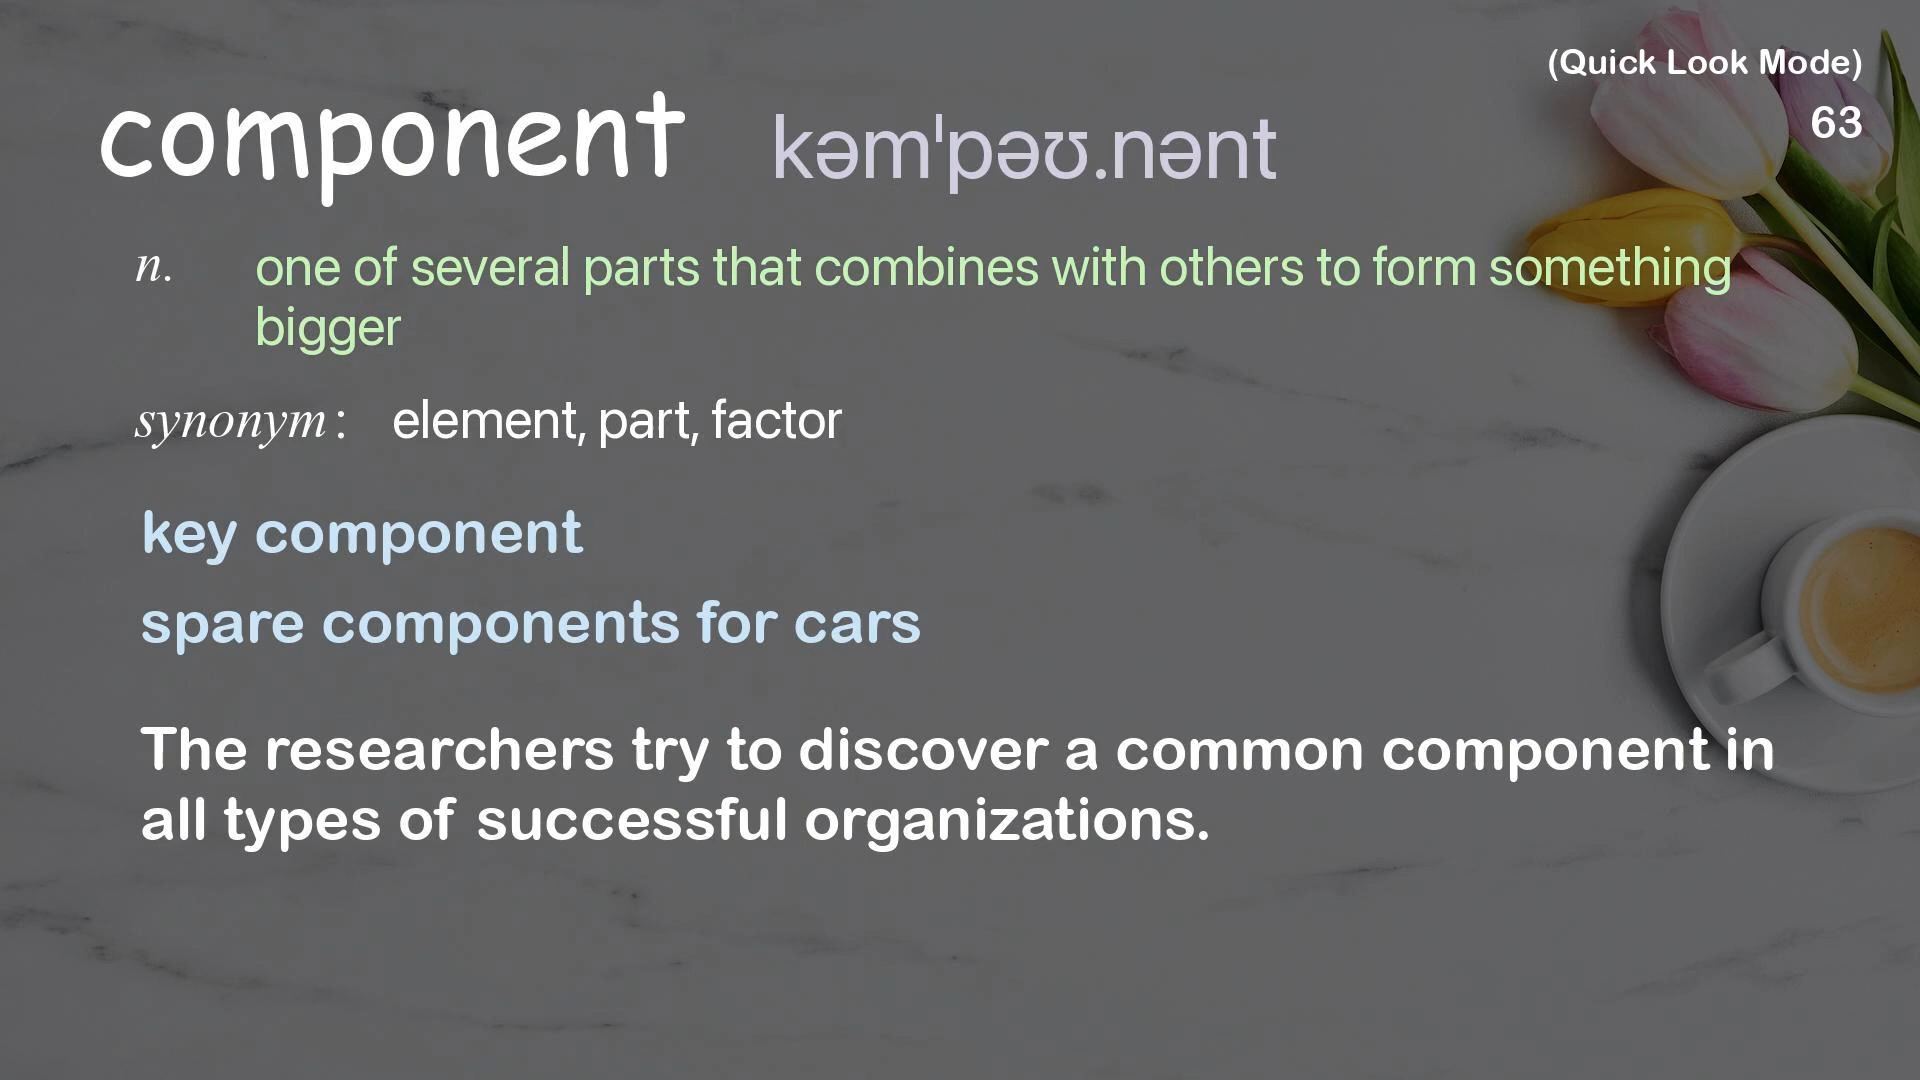 (Quick Look Mode)
component kəmˈpəʊ.nənt 63
n. one of several parts that combines with others to form something
bigger
synonym: element, part, factor
key component
spare components for cars
The researchers try to discover a common component in
all types of successful organizations.